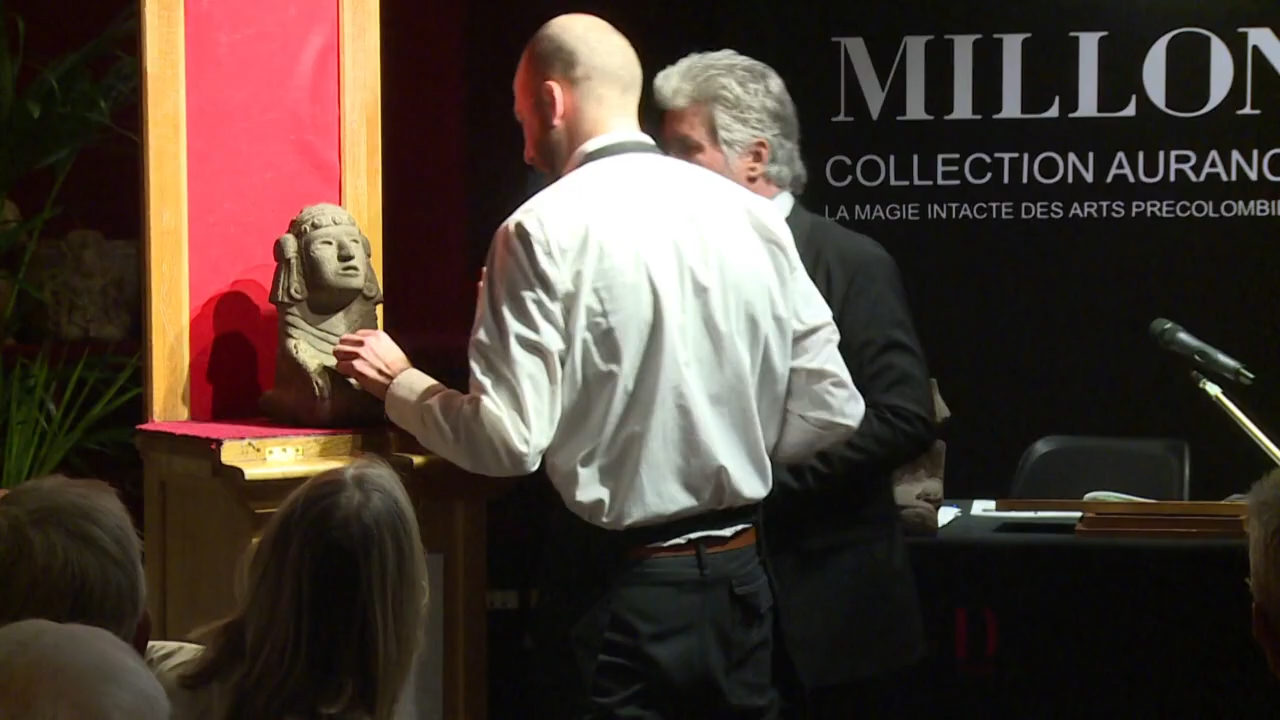 MILLON
COLLECTION AURANC
LA MAGIE INTACTE DES ARTS PRECOLOMBI
D